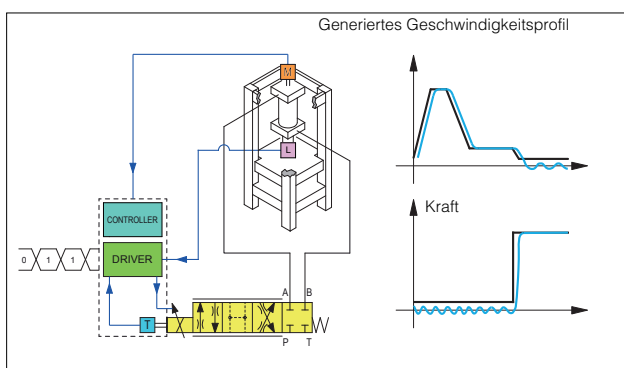 Generiertes Geschwindigkeitsprofil
M
L
CONTROLLER
DRIVER
0 1 1
T
A B
P T
Kraft